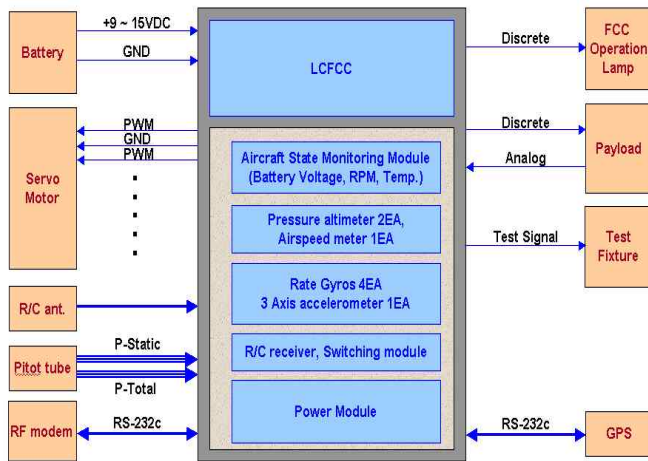 Battery
+9 ~ 15VDC
GND
Servo
Motor
PWM
GND
PWM
R/C ant.
Pitot tube
P-Static
P-Total
RF modem
RS-232c
LCFCC
Aircraft State Monitoring Module
(Battery Voltage, RPM, Temp.)
Pressure altimeter 2EA,
Airspeed meter 1EA
Rate Gyros 4EA
3 Axis accelerometer 1EA
R/C receiver, Switching module
Power Module
Discrete
FCC
Operation
Lamp
Discrete
Analog
Payload
Test Signal
Test
Fixture
RS-232c
GPS